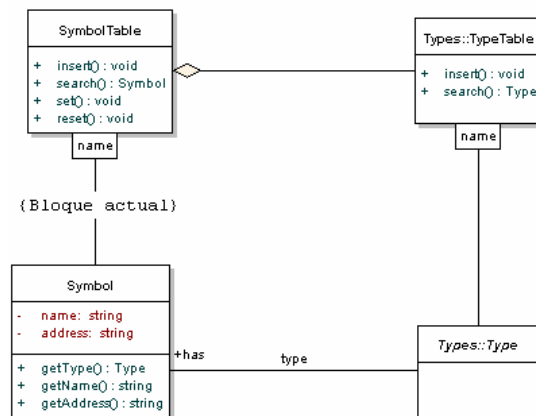 SymbolTable
+ insert() : void
+ search() : Symbol
+ set() : void
+ reset() : void
name
Types::TypeTable
+ insert() : void
+ search() : Type
name
{Bloque actual}
Symbol
- name: string
- address: string
+ getType() : Type
+ getName() : string
+ getAddress() : string
+has
type
Types::Type